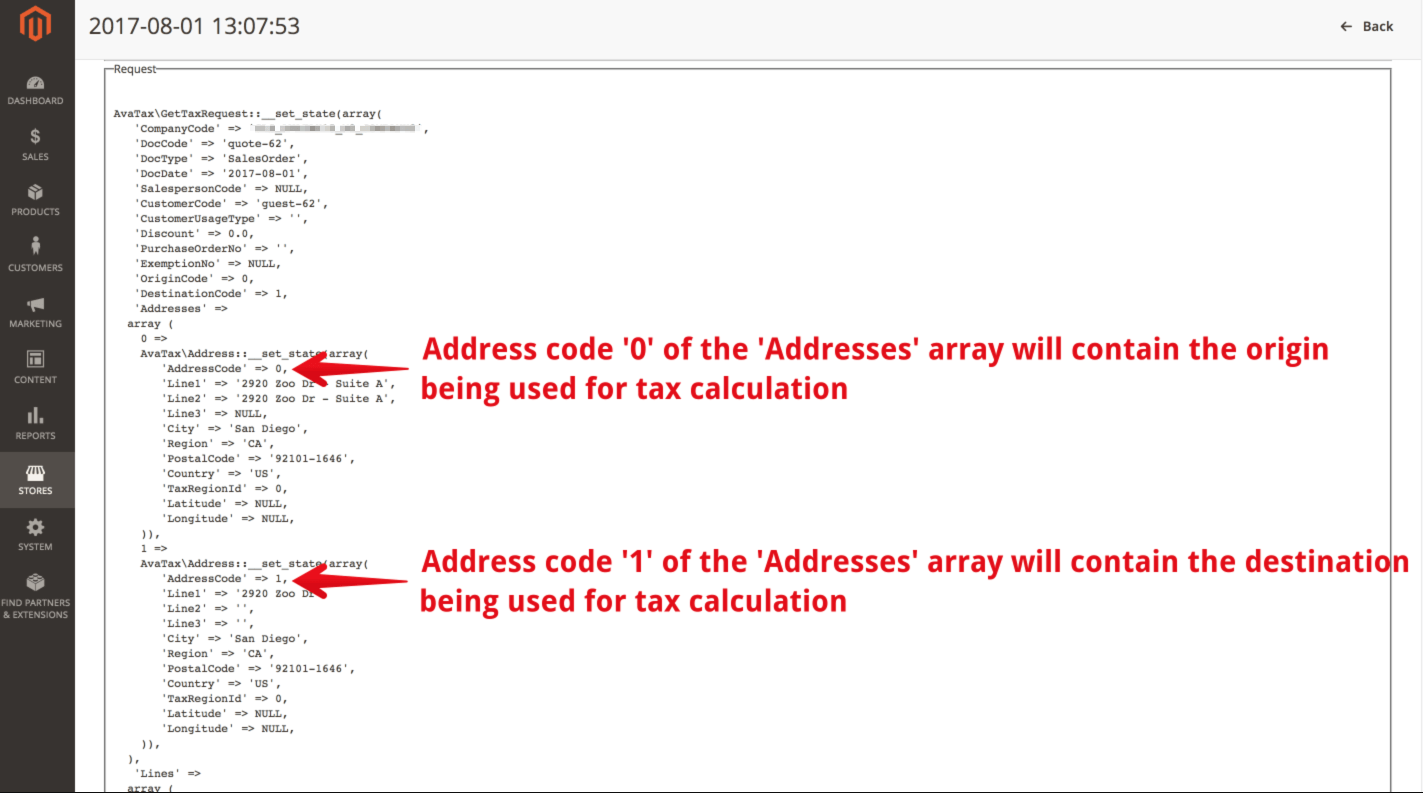 2017-08-01 13:07:53
← Back
DASHBOARD
SALES
PRODUCTS
CUSTOMERS
MARKETING
CONTENT
REPORTS
STORES
SYSTEM
FIND PARTNERS
& EXTENSIONS
Request
AvaTax\GetTaxRequest::__set_state(array(
'CompanyCode' => ' ',
'DocCode' => 'quote-62',
'DocType' => 'SalesOrder',
'DocDate' => '2017-08-01',
'SalespersonCode' => NULL,
'CustomerCode' => 'guest-62',
'CustomerUsageType' => '',
'Discount' => 0.0,
'PurchaseOrderNo' => '',
'ExemptionNo' => NULL,
'OriginCode' => 0,
'DestinationCode' => 1,
'Addresses' =>
array (
0 =>
AvaTax\Address::__set_state(array(
'AddressCode' => 0,
'Line1' => '2920 Zoo Dr - Suite A',
'Line2' => '2920 Zoo Dr - Suite A',
'Line3' => NULL,
'City' => 'San Diego',
'Region' => 'CA',
'PostalCode' => '92101-1646',
'Country' => 'US',
'TaxRegionId' => 0,
'Latitude' => NULL,
'Longitude' => NULL,
)),
1 =>
AvaTax\Address::__set_state(array(
'AddressCode' => 1,
'Line1' => '2920 Zoo Dr
'Line2' => '',
'Line3' => '',
'City' => 'San Diego',
'Region' => 'CA',
'PostalCode' => '92101-1646',
'Country' => 'US',
'TaxRegionId' => 0,
'Latitude' => NULL,
'Longitude' => NULL,
)),
),
'Lines' =>
array (
Address code '0' of the 'Addresses' array will contain the origin
being used for tax calculation
Address code '1' of the 'Addresses' array will contain the destination
being used for tax calculation